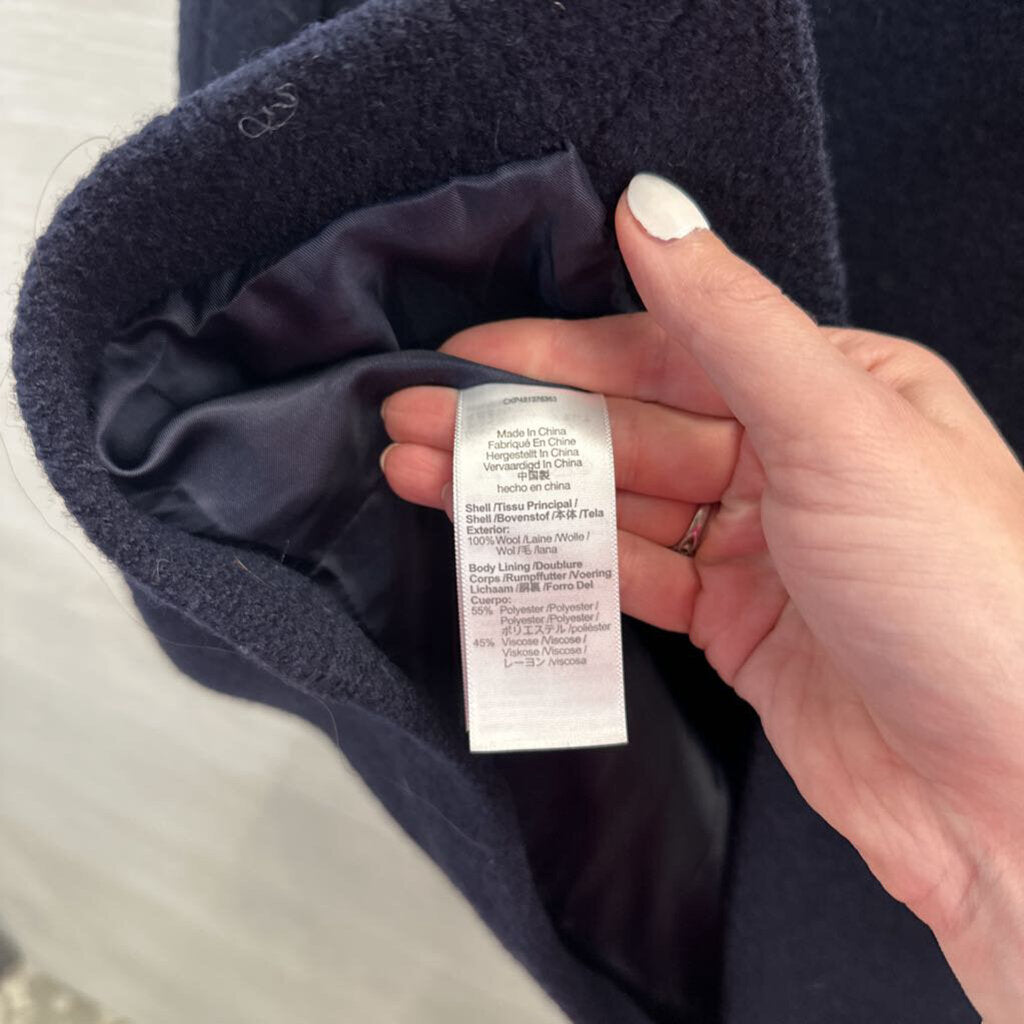 Made In China
Fabriqué En Chine
Hergestellt In China
Vervaardigd In China
中国製
hecho en china
Shell /Tissu Principal /
Shell /Bovenstof /本体 /Tela
Exterior:
100% Wool /Laine /Wolle /
Wol /毛 /lana
Body Lining /Doublure
Corps /Rumpffutter /Voering
Lichaam /胴裏 /Forro Del
Cuerpo:
55% Polyester /Polyester /
Polyester /Polyester /
ポリエステル /poliéster
45% Viscose /Viscose /
Viskose /Viscose /
レーヨン /viscosa